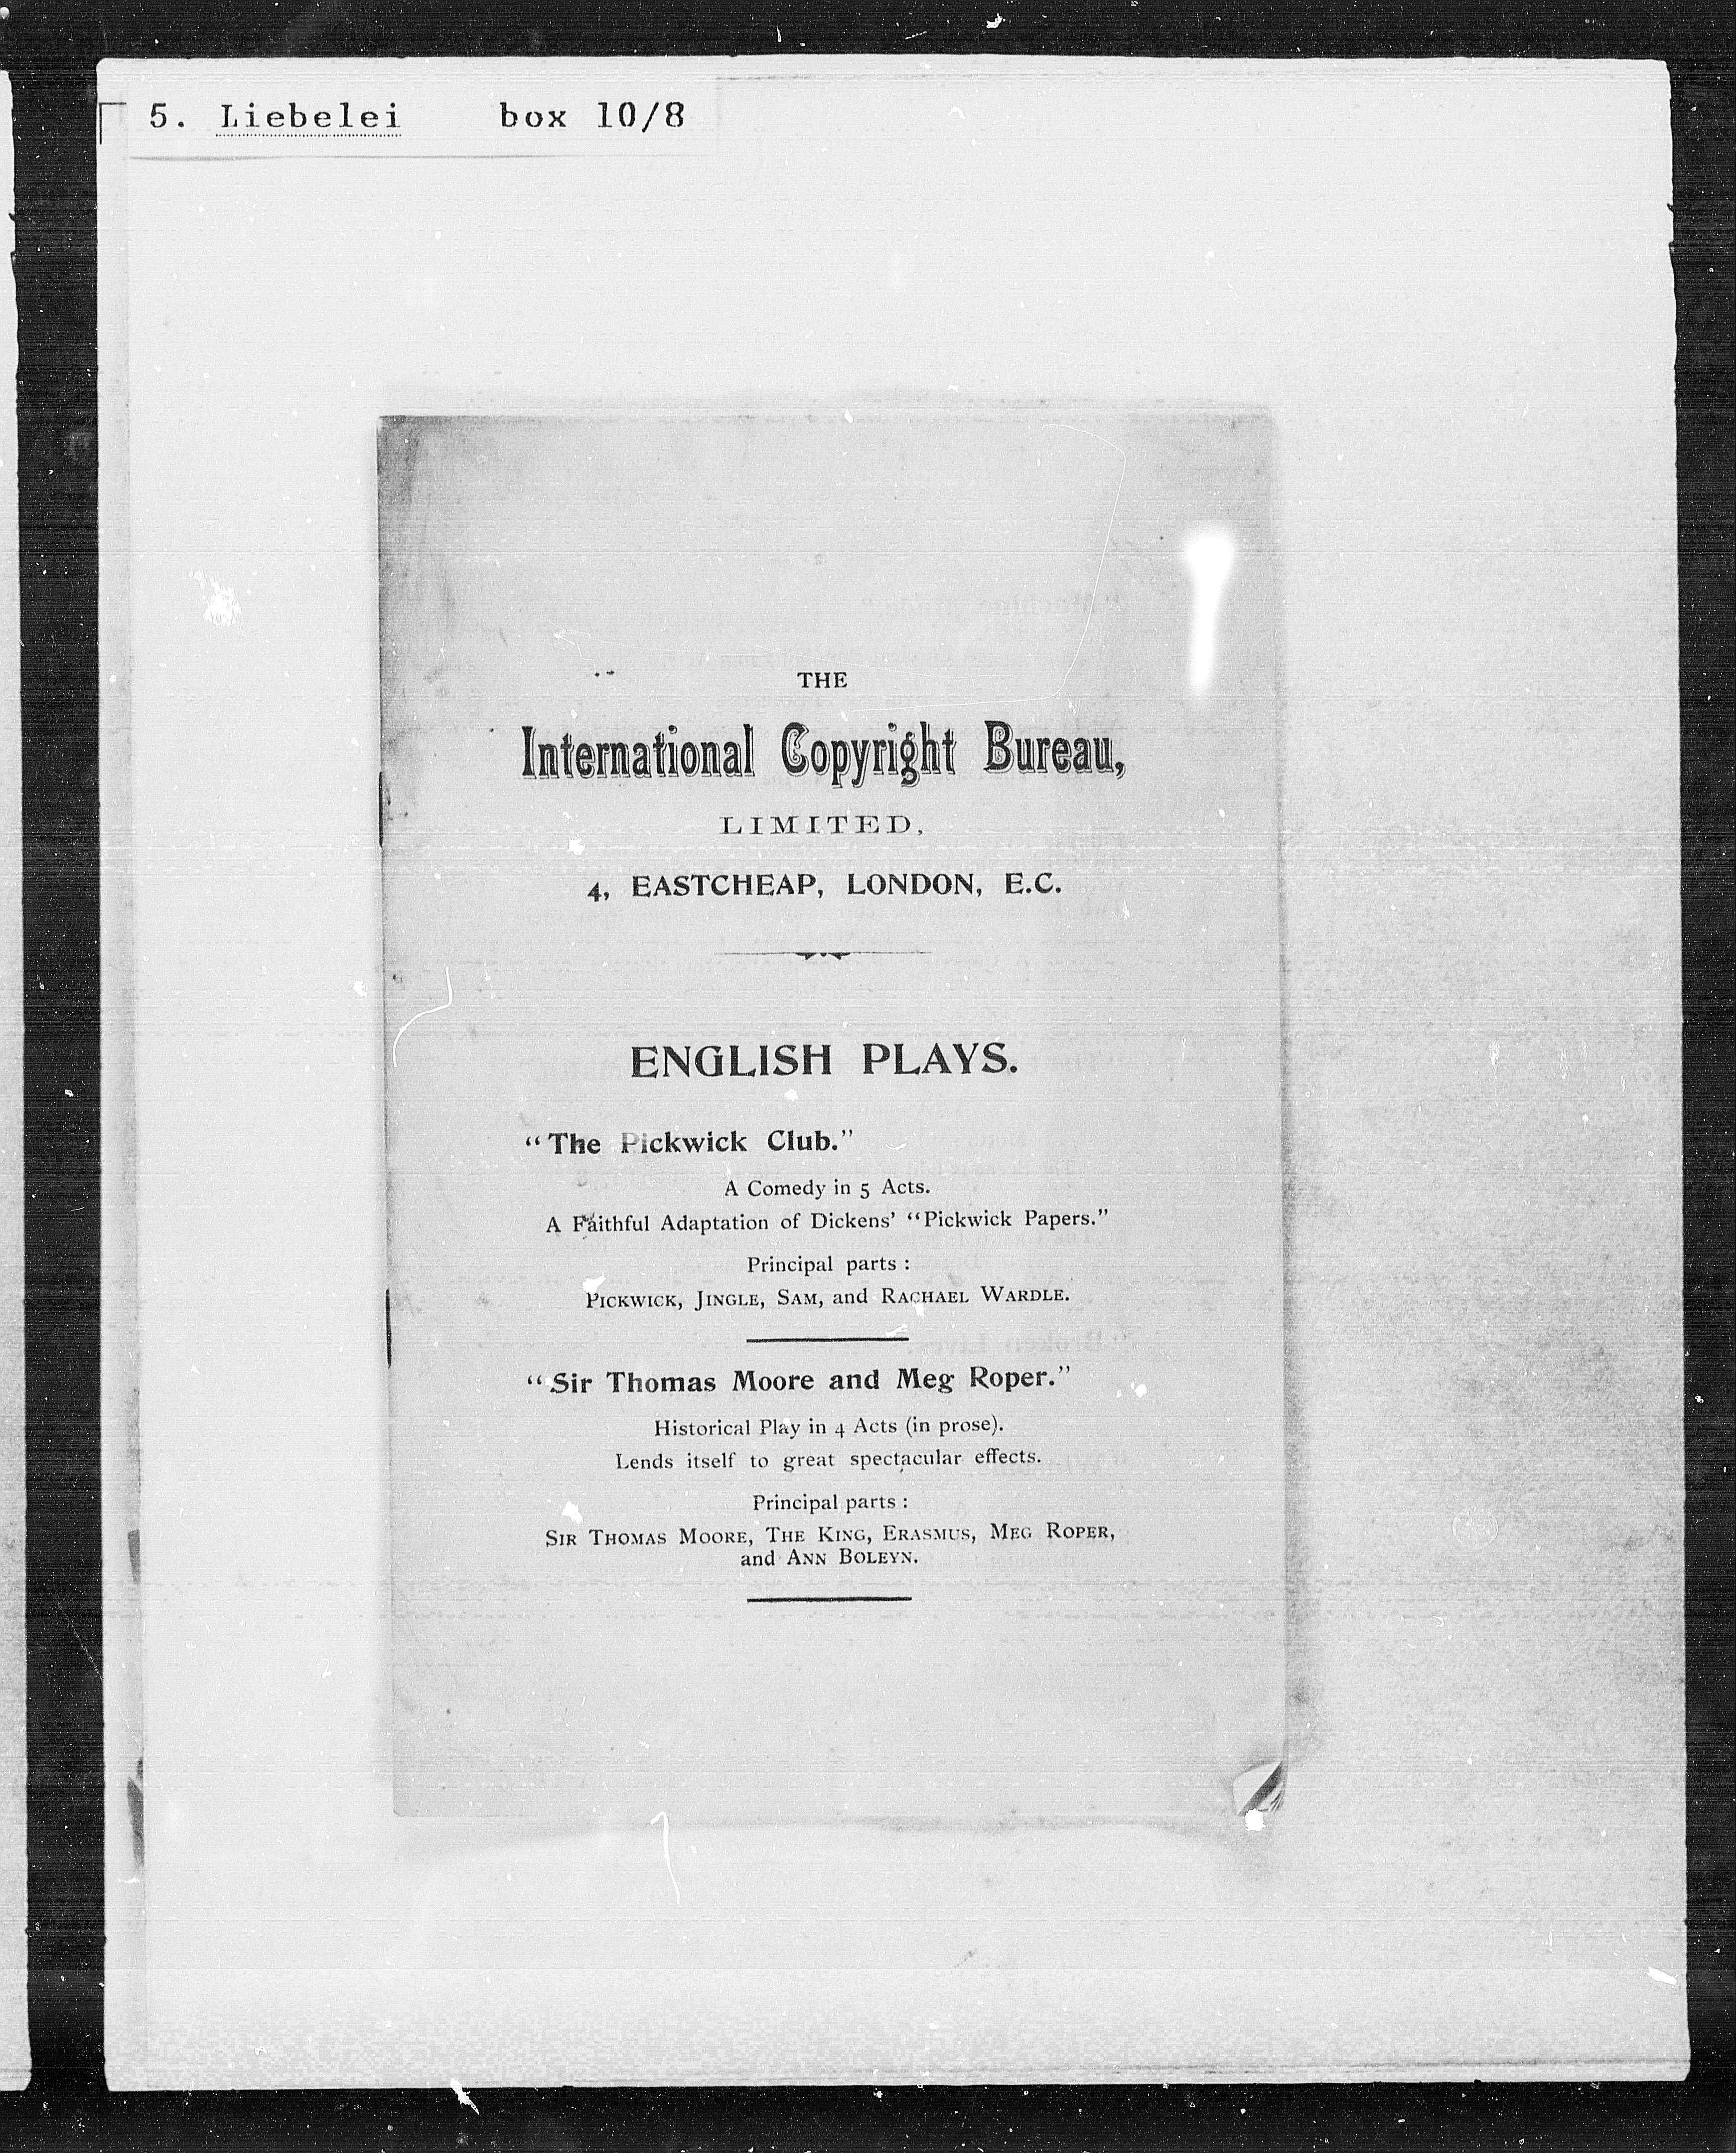 5. Liebelei box 10/8
THE
International Copyright Bureau,
LIMITED,
4, EASTCHEAP, LONDON, E.C.
ENGLISH PLAYS.
"The Pickwick Club."
A Comedy in 5 Acts.
A Faithful Adaptation of Dickens' "Pickwick Papers."
Principal parts :
PICKWICK, JINGLE, SAM, and RACHAEL WARDLE.
"Sir Thomas Moore and Meg Roper."
Historical Play in 4 Acts (in prose).
Lends itself to great spectacular effects.
Principal parts :
SIR THOMAS MOORE, THE KING, ERASMUS, MEG ROPER,
and ANN BOLEYN.